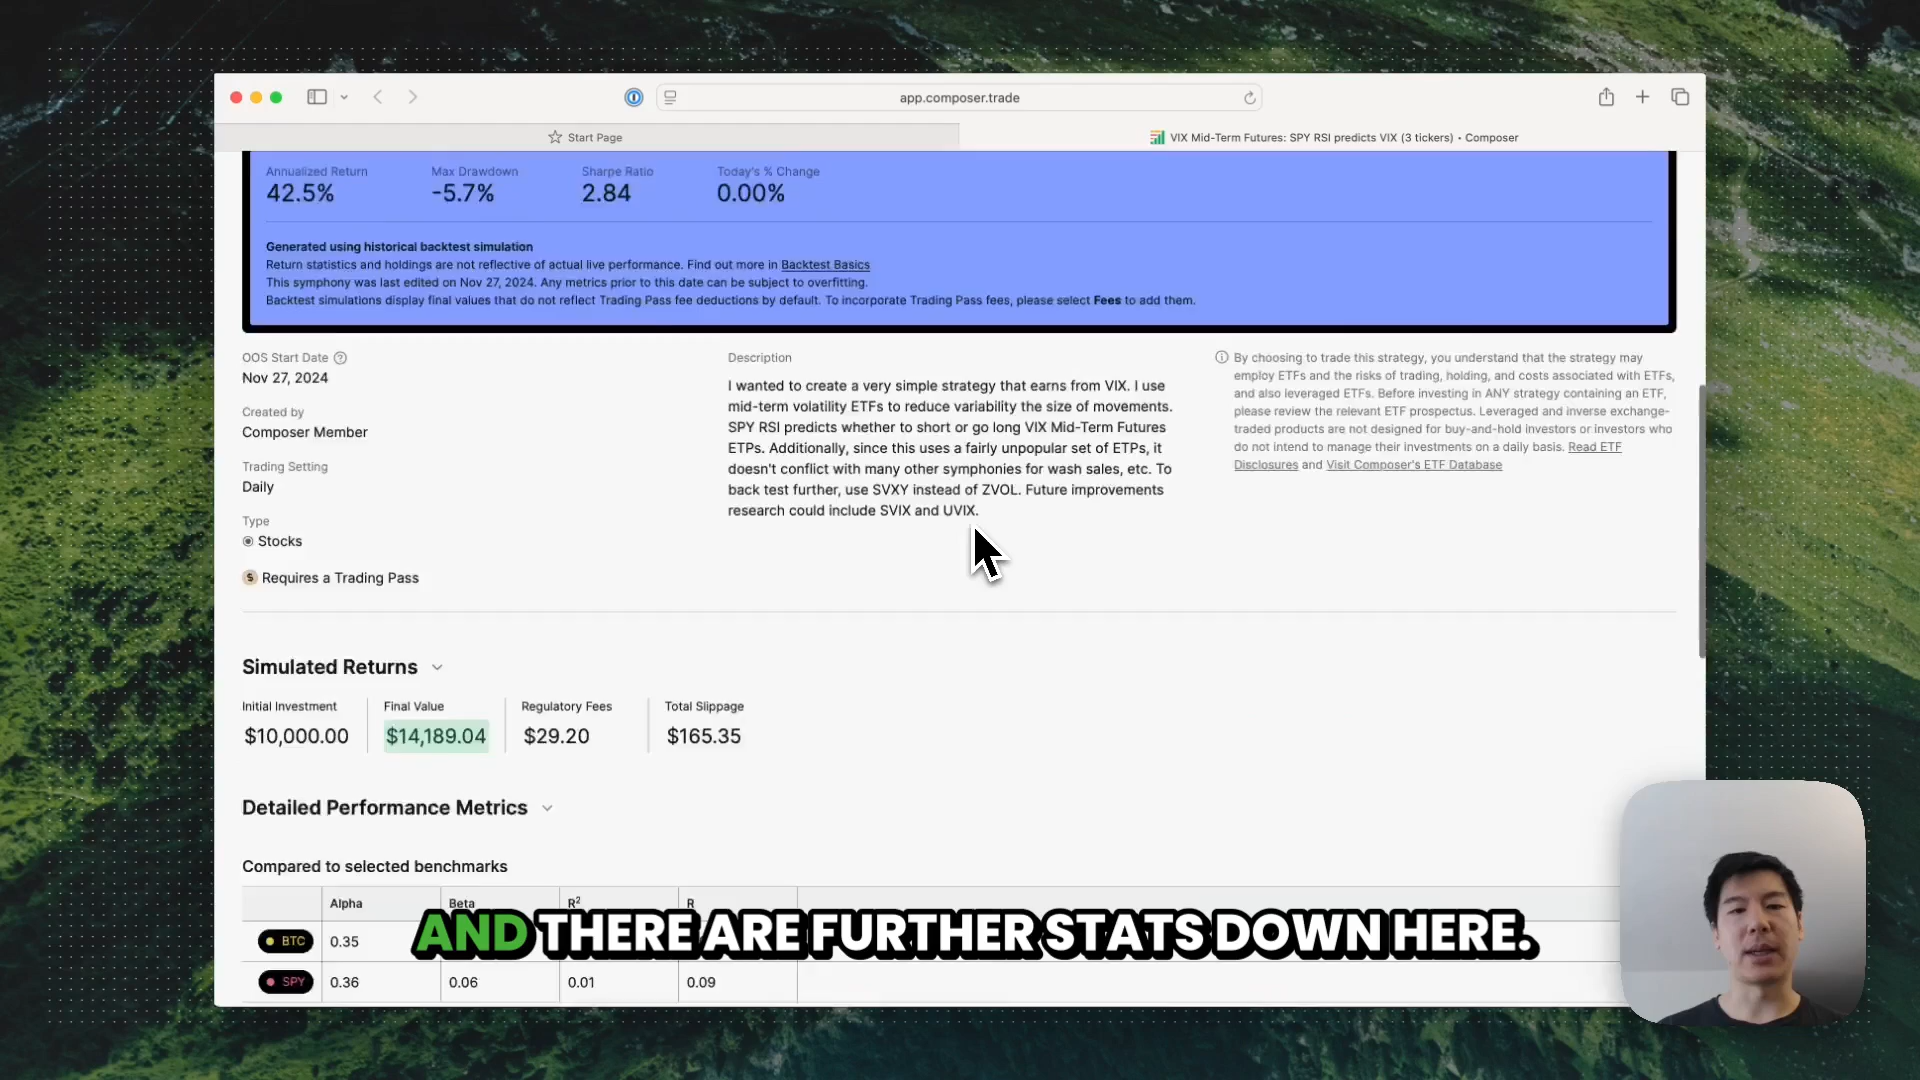 app.composer.trade
Start Page
VIX Mid-Term Futures: SPY RSI predicts VIX (3 tickers) • Composer
Annualized Return
42.5%
Max Drawdown
-5.7%
Sharpe Ratio
2.84
Today's % Change
0.00%
Generated using historical backtest simulation
Return statistics and holdings are not reflective of actual live performance. Find out more in Backtest Basics
This symphony was last edited on Nov 27, 2024. Any metrics prior to this date can be subject to overfitting.
Backtest simulations display final values that do not reflect Trading Pass fee deductions by default. To incorporate Trading Pass fees, please select Fees to add them.
OOS Start Date
Nov 27, 2024
Created by
Composer Member
Trading Setting
Daily
Type
Stocks
$ Requires a Trading Pass
Description
I wanted to create a very simple strategy that earns from VIX. I use
mid-term volatility ETFs to reduce variability the size of movements.
SPY RSI predicts whether to short or go long VIX Mid-Term Futures
ETPs. Additionally, since this uses a fairly unpopular set of ETPs, it
doesn't conflict with many other symphonies for wash sales, etc. To
back test further, use SVXY instead of ZVOL. Future improvements
research could include SVIX and UVIX.
By choosing to trade this strategy, you understand that the strategy may
employ ETFs and the risks of trading, holding, and costs associated with ETFs,
and also leveraged ETFs. Before investing in ANY strategy containing an ETF,
please review the relevant ETF prospectus. Leveraged and inverse exchange-
traded products are not designed for buy-and-hold investors or investors who
do not intend to manage their investments on a daily basis. Read ETF
Disclosures and Visit Composer's ETF Database
Simulated Returns
Initial Investment
$10,000.00
Final Value
$14,189.04
Regulatory Fees
$29.20
Total Slippage
$165.35
Detailed Performance Metrics
Compared to selected benchmarks
Alpha Beta R2 R
BTC 0.35
SPY 0.36 0.06 0.01 0.09
AND THERE ARE FURTHER STATS DOWN HERE.